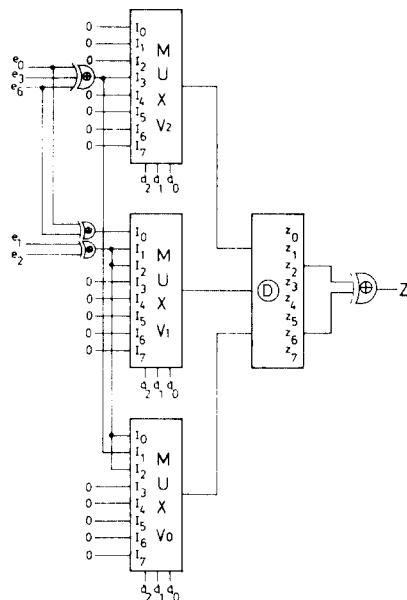 e0
e3
e6
0 I0
0 I1
0 I2
I3
0 I4
0 I5
0 I6
0 I7
M U X V2
d2 d1 d0
e1
e2
I0
I1
I2
0 I3
0 I4
0 I5
0 I6
0 I7
M U X V1
d2 d1 d0
I0
I1
I2
0 I3
0 I4
0 I5
0 I6
0 I7
M U X V0
d2 d1 d0
D
z0
z1
z2
z3
z4
z5
z6
z7
Z